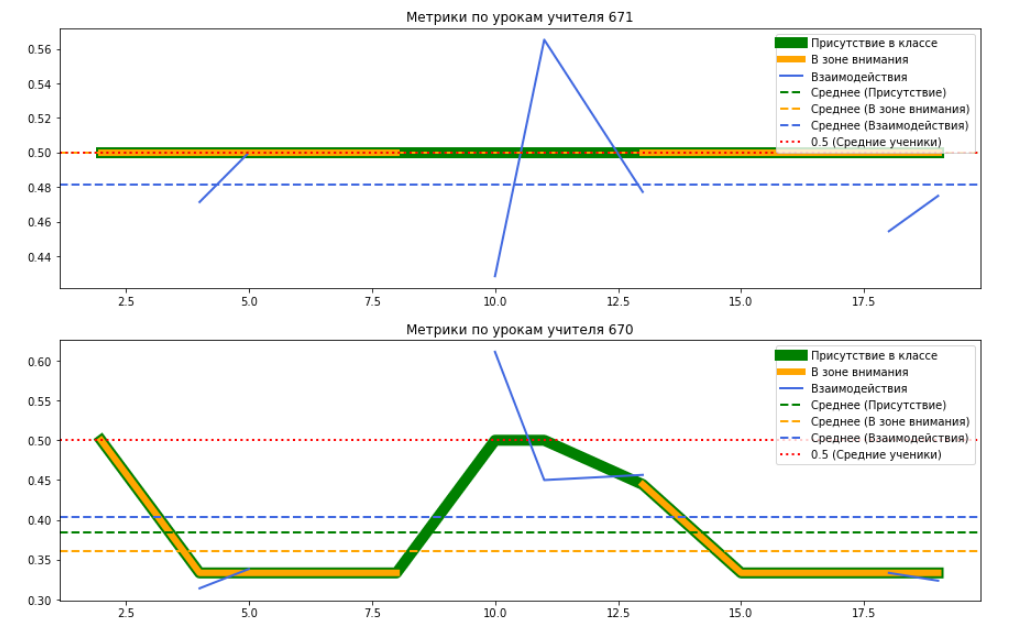 Метрики по урокам учителя 671
0.56
0.54
0.52
0.50
0.48
0.46
0.44
Присутствие в классе
В зоне внимания
Взаимодействия
Среднее (Присутствие)
Среднее (В зоне внимания)
Среднее (Взаимодействия)
0.5 (Средние ученики)
2.5 5.0 7.5 10.0 12.5 15.0 17.5
Метрики по урокам учителя 670
0.60
0.55
0.50
0.45
0.40
0.35
0.30
Присутствие в классе
В зоне внимания
Взаимодействия
Среднее (Присутствие)
Среднее (В зоне внимания)
Среднее (Взаимодействия)
0.5 (Средние ученики)
2.5 5.0 7.5 10.0 12.5 15.0 17.5